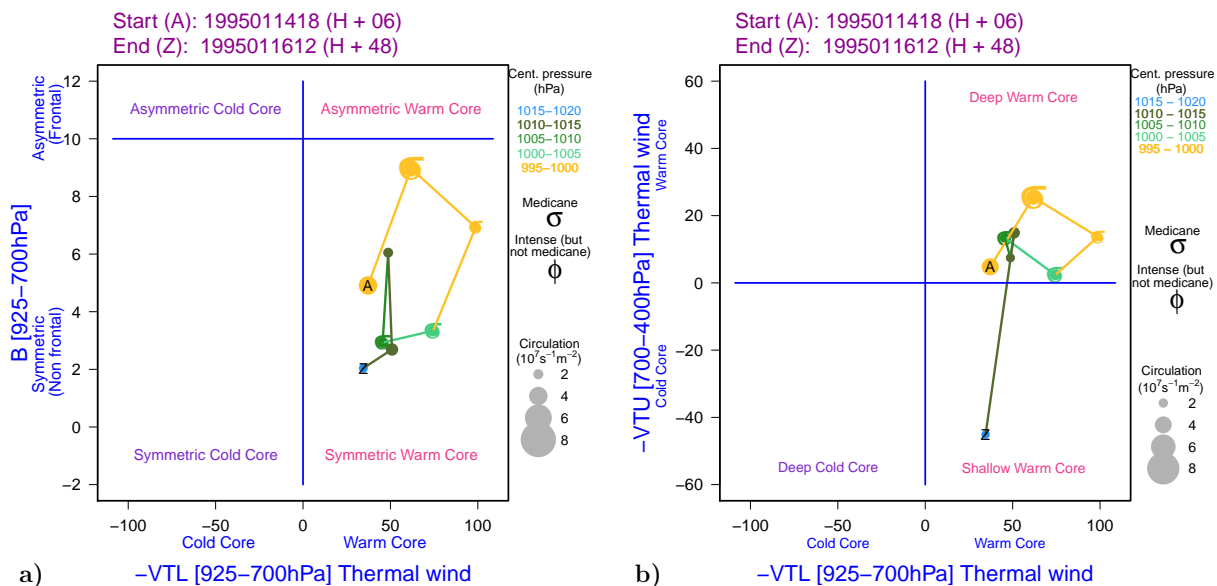 Start (A): 1995011418 (H + 06)
End (Z): 1995011612 (H + 48)
Asymmetric Cold Core
Asymmetric Warm Core
Symmetric Cold Core
Symmetric Warm Core
12
10
8
6
4
2
0
−2
B [925−700hPa]
Asymmetric
(Frontal)
Symmetric
(Non frontal)
A
Z
−100
−50
0
50
100
Cold Core
Warm Core
−VTL [925−700hPa] Thermal wind
a)
Cent. pressure
(hPa)
1015−1020
1010−1015
1005−1010
1000−1005
995−1000
Medicane
σ
Intense (but
not medicane)
ϕ
Circulation
(10⁷s⁻¹m⁻²)
2
4
6
8
Start (A): 1995011418 (H + 06)
End (Z): 1995011612 (H + 48)
Deep Warm Core
Deep Cold Core
Shallow Warm Core
60
40
20
0
−20
−40
−60
−VTU [700−400hPa] Thermal wind
Warm Core
Cold Core
A
Z
−100
−50
0
50
100
Cold Core
Warm Core
−VTL [925−700hPa] Thermal wind
b)
Cent. pressure
(hPa)
1015 − 1020
1010 − 1015
1005 − 1010
1000 − 1005
995 − 1000
Medicane
σ
Intense (but
not medicane)
ϕ
Circulation
(10⁷s⁻¹m⁻²)
2
4
6
8